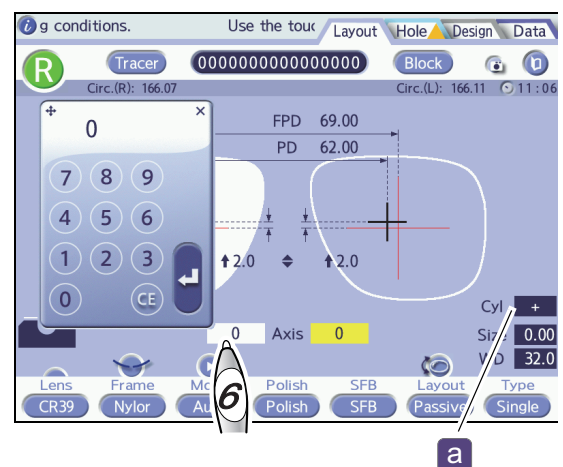 i g conditions. Use the touc Layout Hole Design Data
R Tracer 0000000000000000 Block
Circ.(R): 166.07 Circ.(L): 166.11 11:06
0 ×
FPD 69.00
PD 62.00
7 8 9
4 5 6
1 2 3
0 CE
2.0 2.0
Cyl +
0 Axis 0
Size 0.00
WD 32.0
6
Lens Frame Mo Polish SFB Layout Type
CR39 Nylor Au Polish SFB Passive Single
a